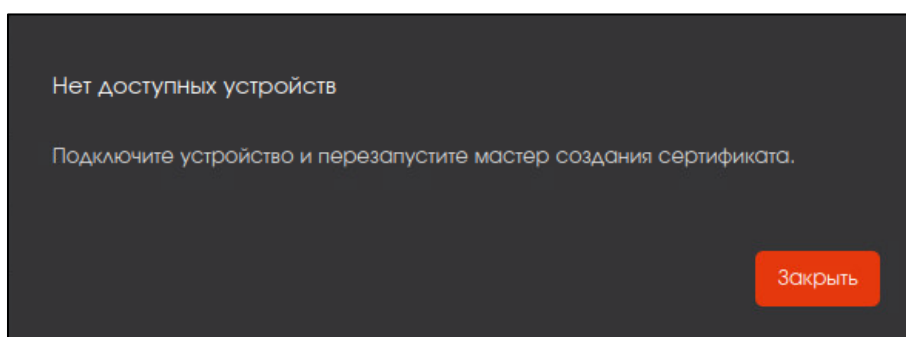 Нет доступных устройств
Подключите устройство и перезапустите мастер создания сертификата.
Закрыть